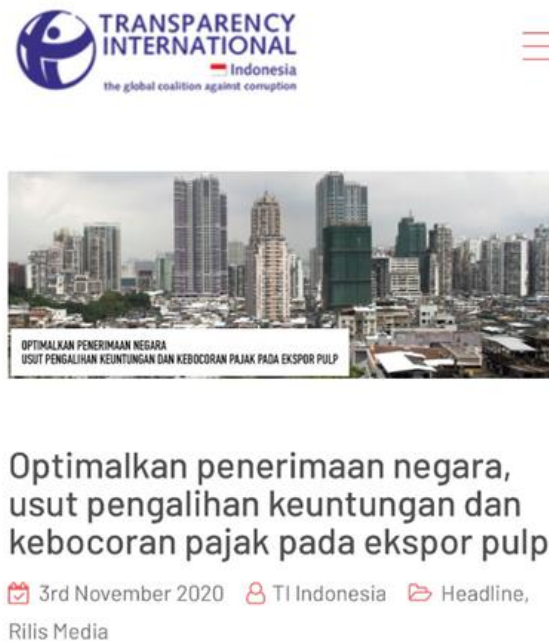 TRANSPARENCY
INTERNATIONAL
Indonesia
the global coalition against corruption
OPTIMALKAN PENERIMAAN NEGARA
USUT PENGALIHAN KEUNTUNGAN DAN KEBOCORAN PAJAK PADA EKSPOR PULP
Optimalkan penerimaan negara,
usut pengalihan keuntungan dan
kebocoran pajak pada ekspor pulp
3rd November 2020 TI Indonesia Headline,
Rilis Media